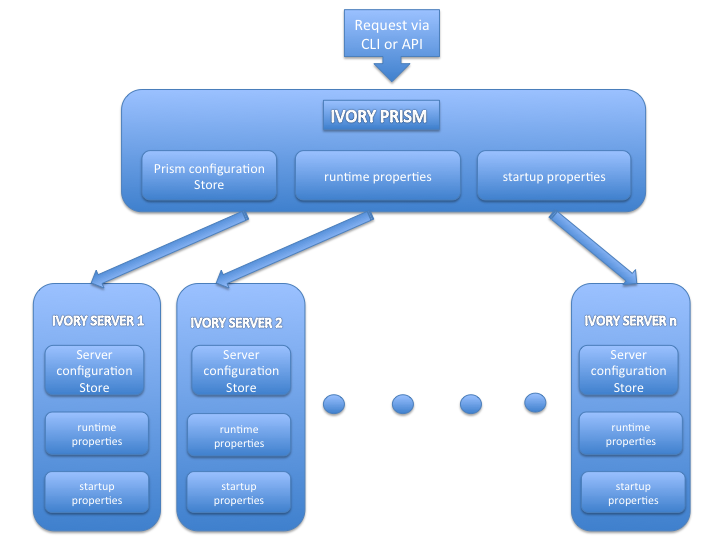 Request via
CLI or API
IVORY PRISM
Prism configuration
Store
runtime properties
startup properties
IVORY SERVER 1
Server
configuration
Store
runtime
properties
startup
properties
IVORY SERVER 2
Server
configuration
Store
runtime
properties
startup
properties
IVORY SERVER n
Server
configuration
Store
runtime
properties
startup
properties